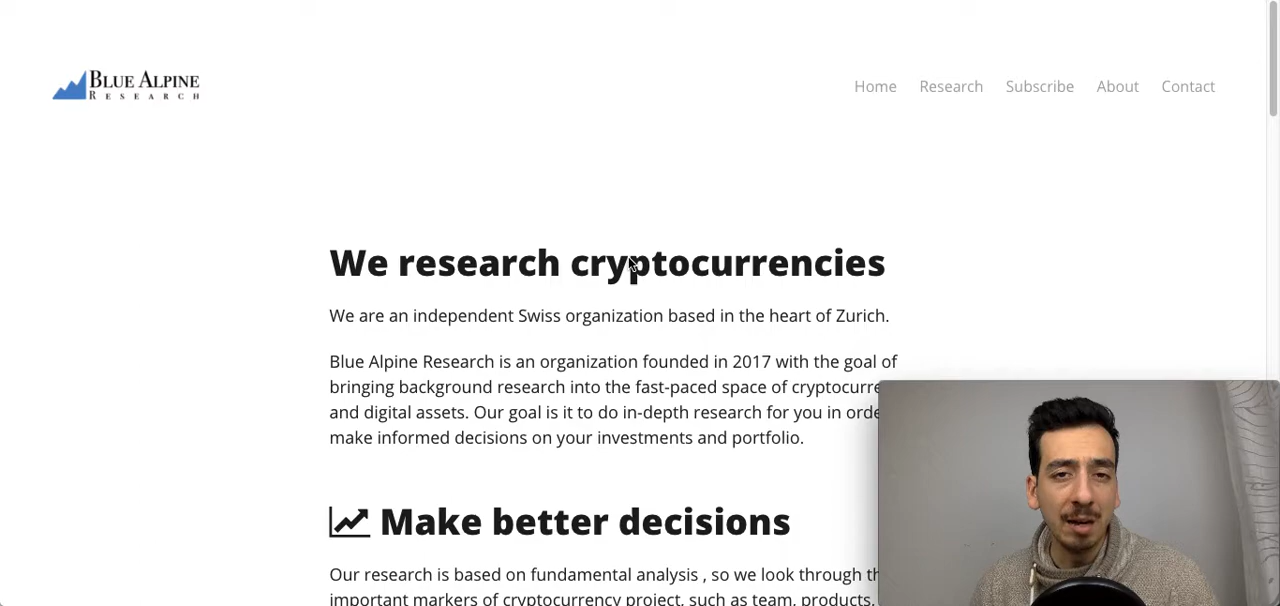 BLUE ALPINE
RESEARCH
Home Research Subscribe About Contact
We research cryptocurrencies
We are an independent Swiss organization based in the heart of Zurich.
Blue Alpine Research is an organization founded in 2017 with the goal of
bringing background research into the fast-paced space of cryptocurre
and digital assets. Our goal is it to do in-depth research for you in orde
make informed decisions on your investments and portfolio.
Make better decisions
Our research is based on fundamental analysis , so we look through th
important markers of cryptocurrency project, such as team, products,